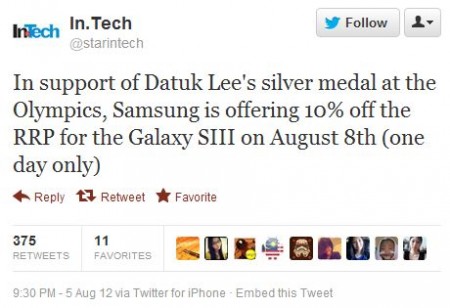 InTech
In.Tech
@starintech
Follow
In support of Datuk Lee's silver medal at the
Olympics, Samsung is offering 10% off the
RRP for the Galaxy SIII on August 8th (one
day only)
Reply Retweet Favorite
375 11
RETWEETS FAVORITES
9:30 PM - 5 Aug 12 via Twitter for iPhone · Embed this Tweet